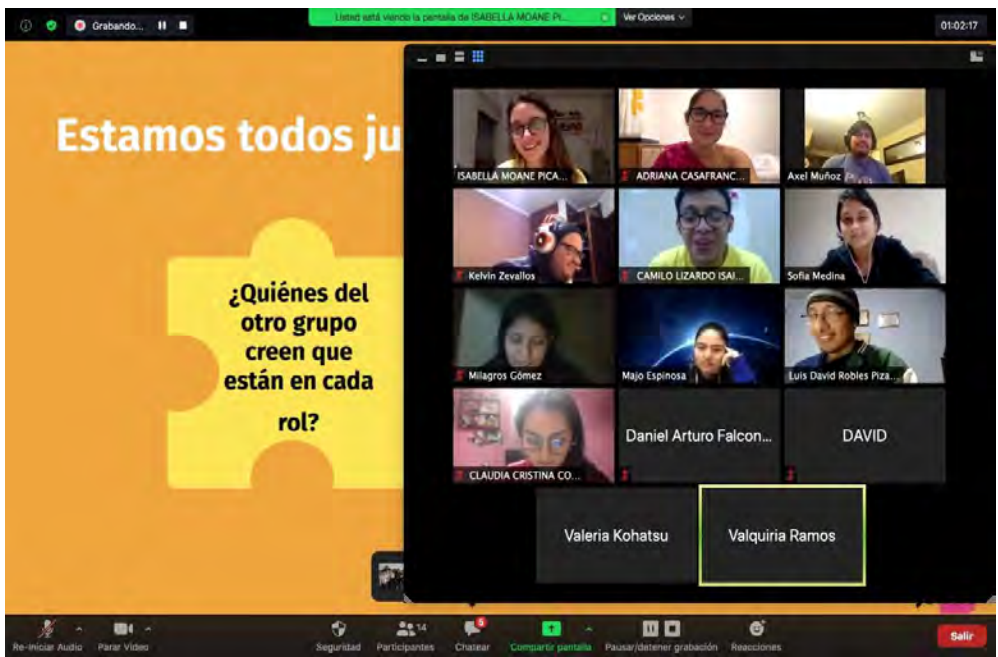 Grabando...
Usted está viendo la pantalla de ISABELLA MOANE PI...
Ver Opciones
01:02:17
Estamos todos ju
¿Quiénes del
otro grupo
creen que
están en cada
rol?
ISABELLA MOANE PICA...
ADRIANA CASAFRANC...
Axel Muñoz
Kelvin Zevallos
CAMILO LIZARDO ISAI...
Sofia Medina
Milagros Gómez
Majo Espinosa
Luis David Robles Piza...
CLAUDIA CRISTINA CO...
Daniel Arturo Falcon...
DAVID
Valeria Kohatsu
Valquiria Ramos
Re-iniciar Audio
Parar Video
Seguridad
Participantes
14
Chatear
5
Compartir pantalla
Pausar/detener grabación
Reacciones
Salir